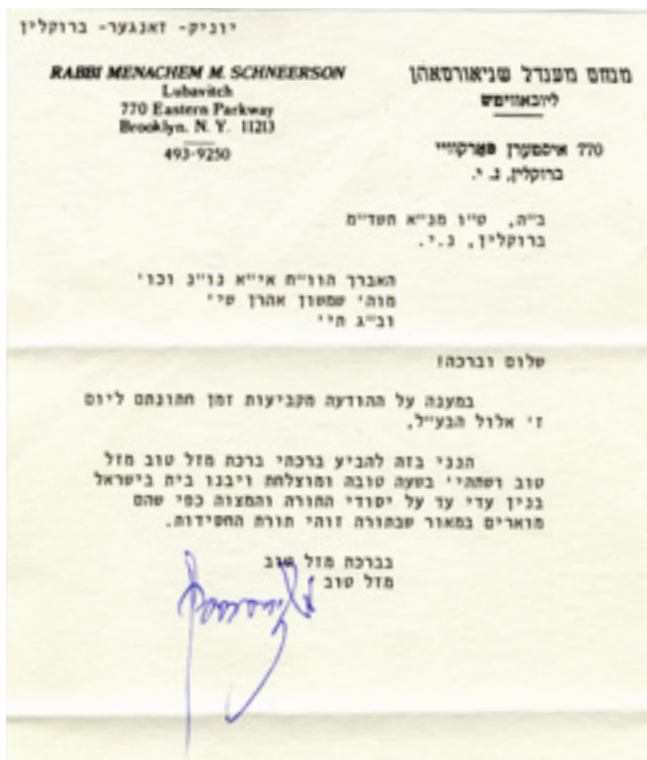 יוניק- זאנגער- ברוקלין
RABBI MENACHEM M. SCHNEERSON
Lubavitch
770 Eastern Parkway
Brooklyn. N. Y. 11213
493-9250
מנחם מענדל שניאורסאהן
ליובאוויטש
770 איסטערן פארקוויי
ברוקלין, נ. י.
ב"ה, ט"ו מנ"א תשד"מ
ברוקלין, נ.י.
האברך הוו"ח אי"א נו"נ וכו'
מוה' שמשון אהרן שי'
וב"ג תי'
שלום וברכה!
במענה על ההודעה מקביעות זמן חתונתם ליום
ז' אלול הבע"ל,
הנני בזה להביע ברכתי ברכת מזל טוב מזל
טוב ושתהי' בשעה טובה ומוצלחת ויבנו בית בישראל
בנין עדי עד על יסודי התורה והמצוה כפי שהם
מוארים במאור שבתורה זוהי תורת החסידות.
בברכת מזל טוב
מזל טוב